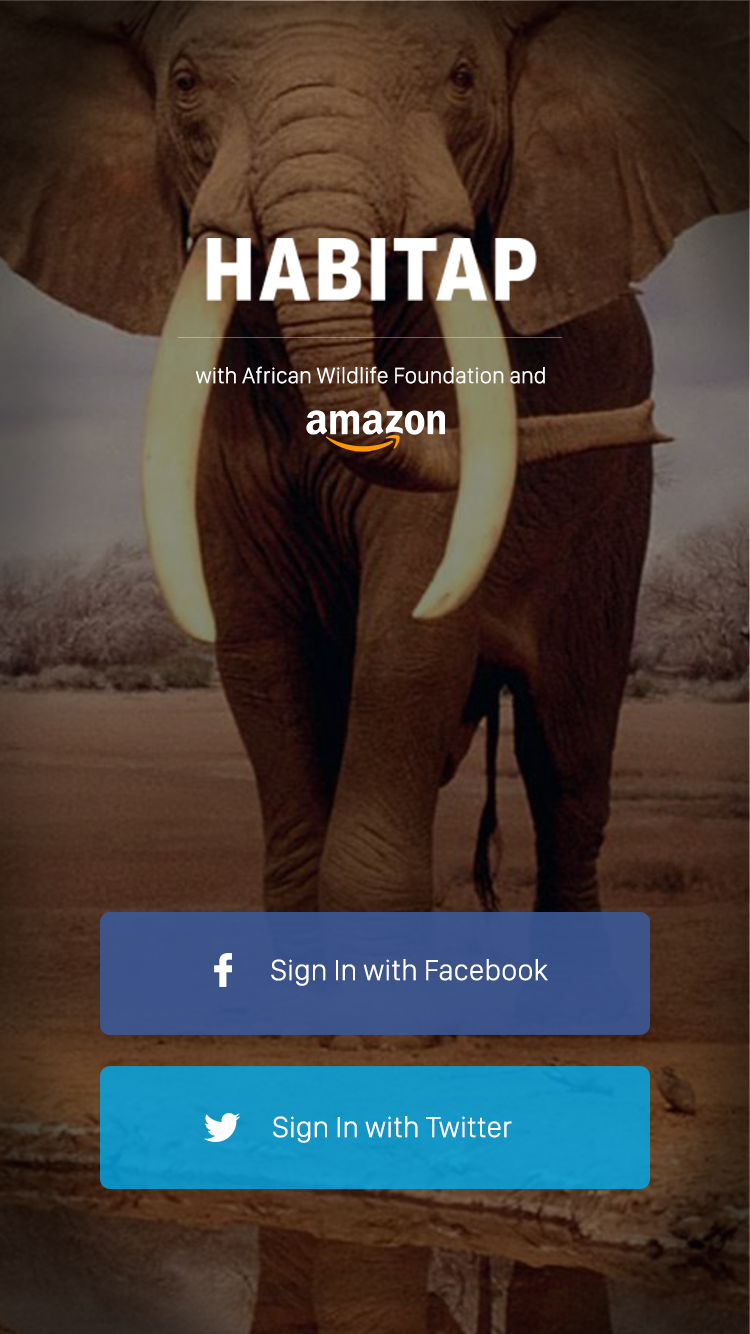 HABITAP
with African Wildlife Foundation and
amazon
Sign In with Facebook
Sign In with Twitter